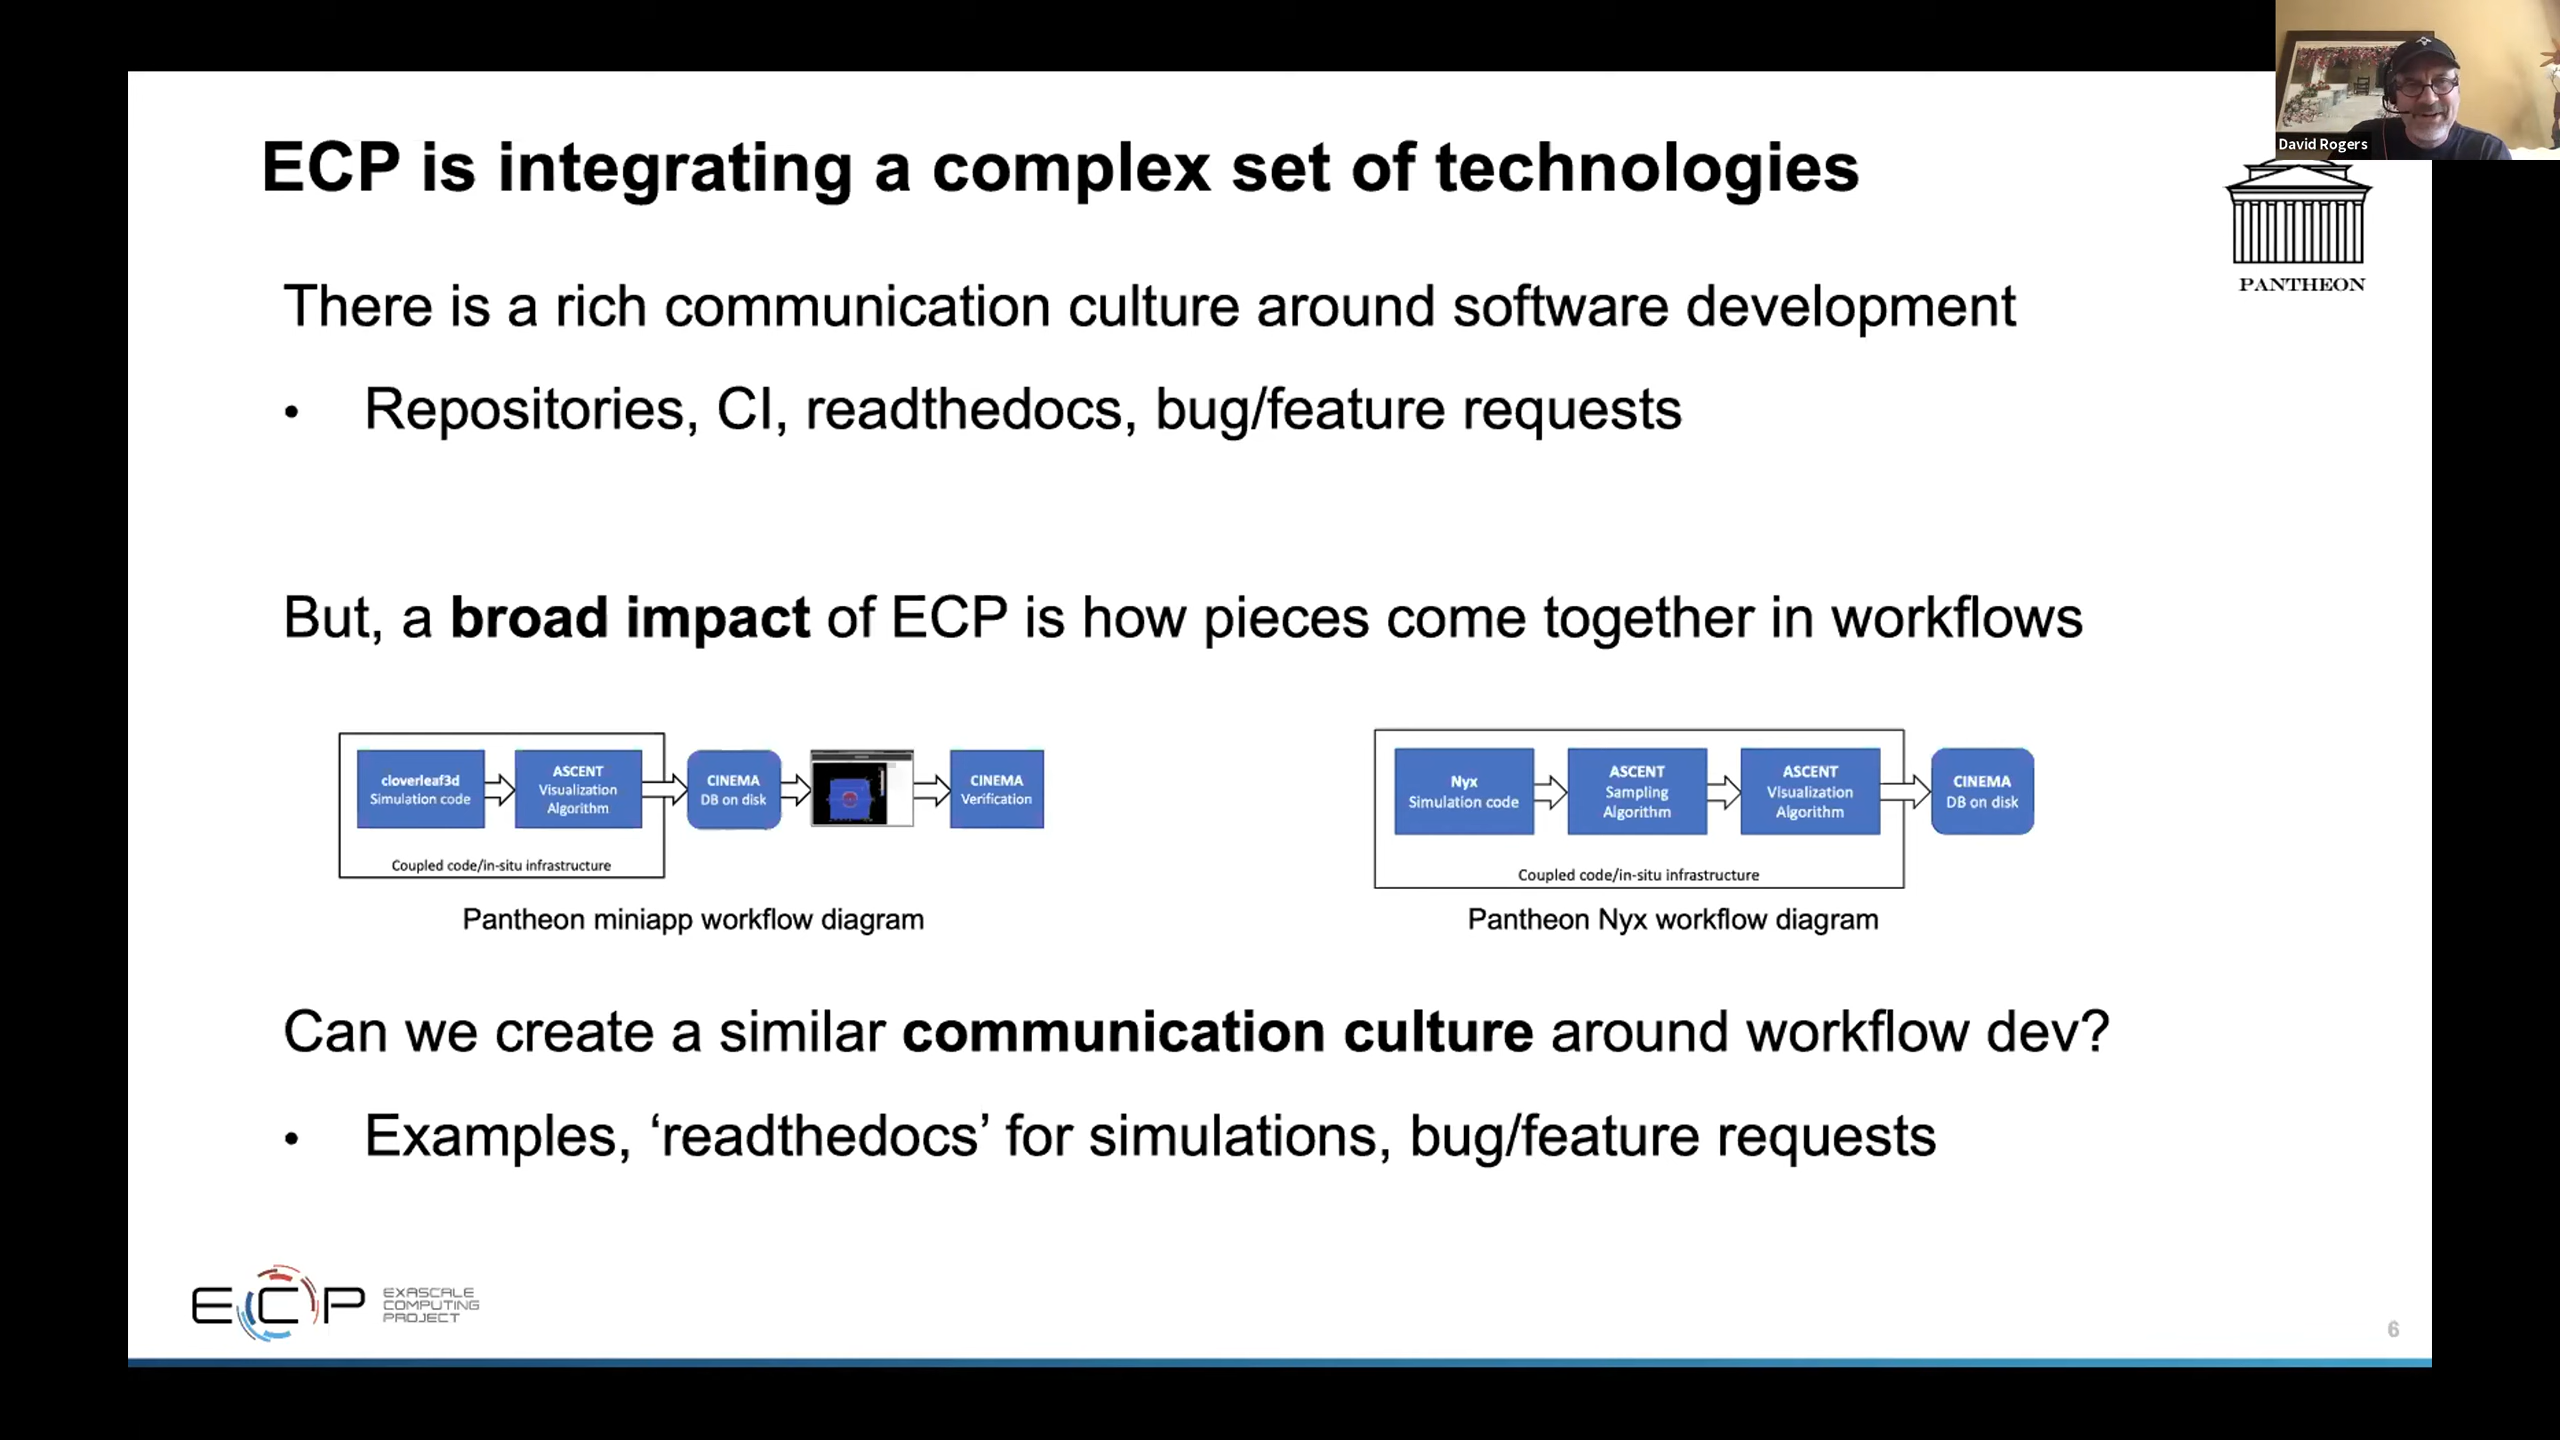 David Rogers
ECP is integrating a complex set of technologies
PANTHEON
There is a rich communication culture around software development
• Repositories, CI, readthedocs, bug/feature requests
But, a broad impact of ECP is how pieces come together in workflows
cloverleaf3d
Simulation code
ASCENT
Visualization
Algorithm
CINEMA
DB on disk
CINEMA
Verification
Coupled code/in-situ infrastructure
Pantheon miniapp workflow diagram
Nyx
Simulation code
ASCENT
Sampling
Algorithm
ASCENT
Visualization
Algorithm
CINEMA
DB on disk
Coupled code/in-situ infrastructure
Pantheon Nyx workflow diagram
Can we create a similar communication culture around workflow dev?
• Examples, ‘readthedocs’ for simulations, bug/feature requests
ECP
EXASCALE
COMPUTING
PROJECT
6